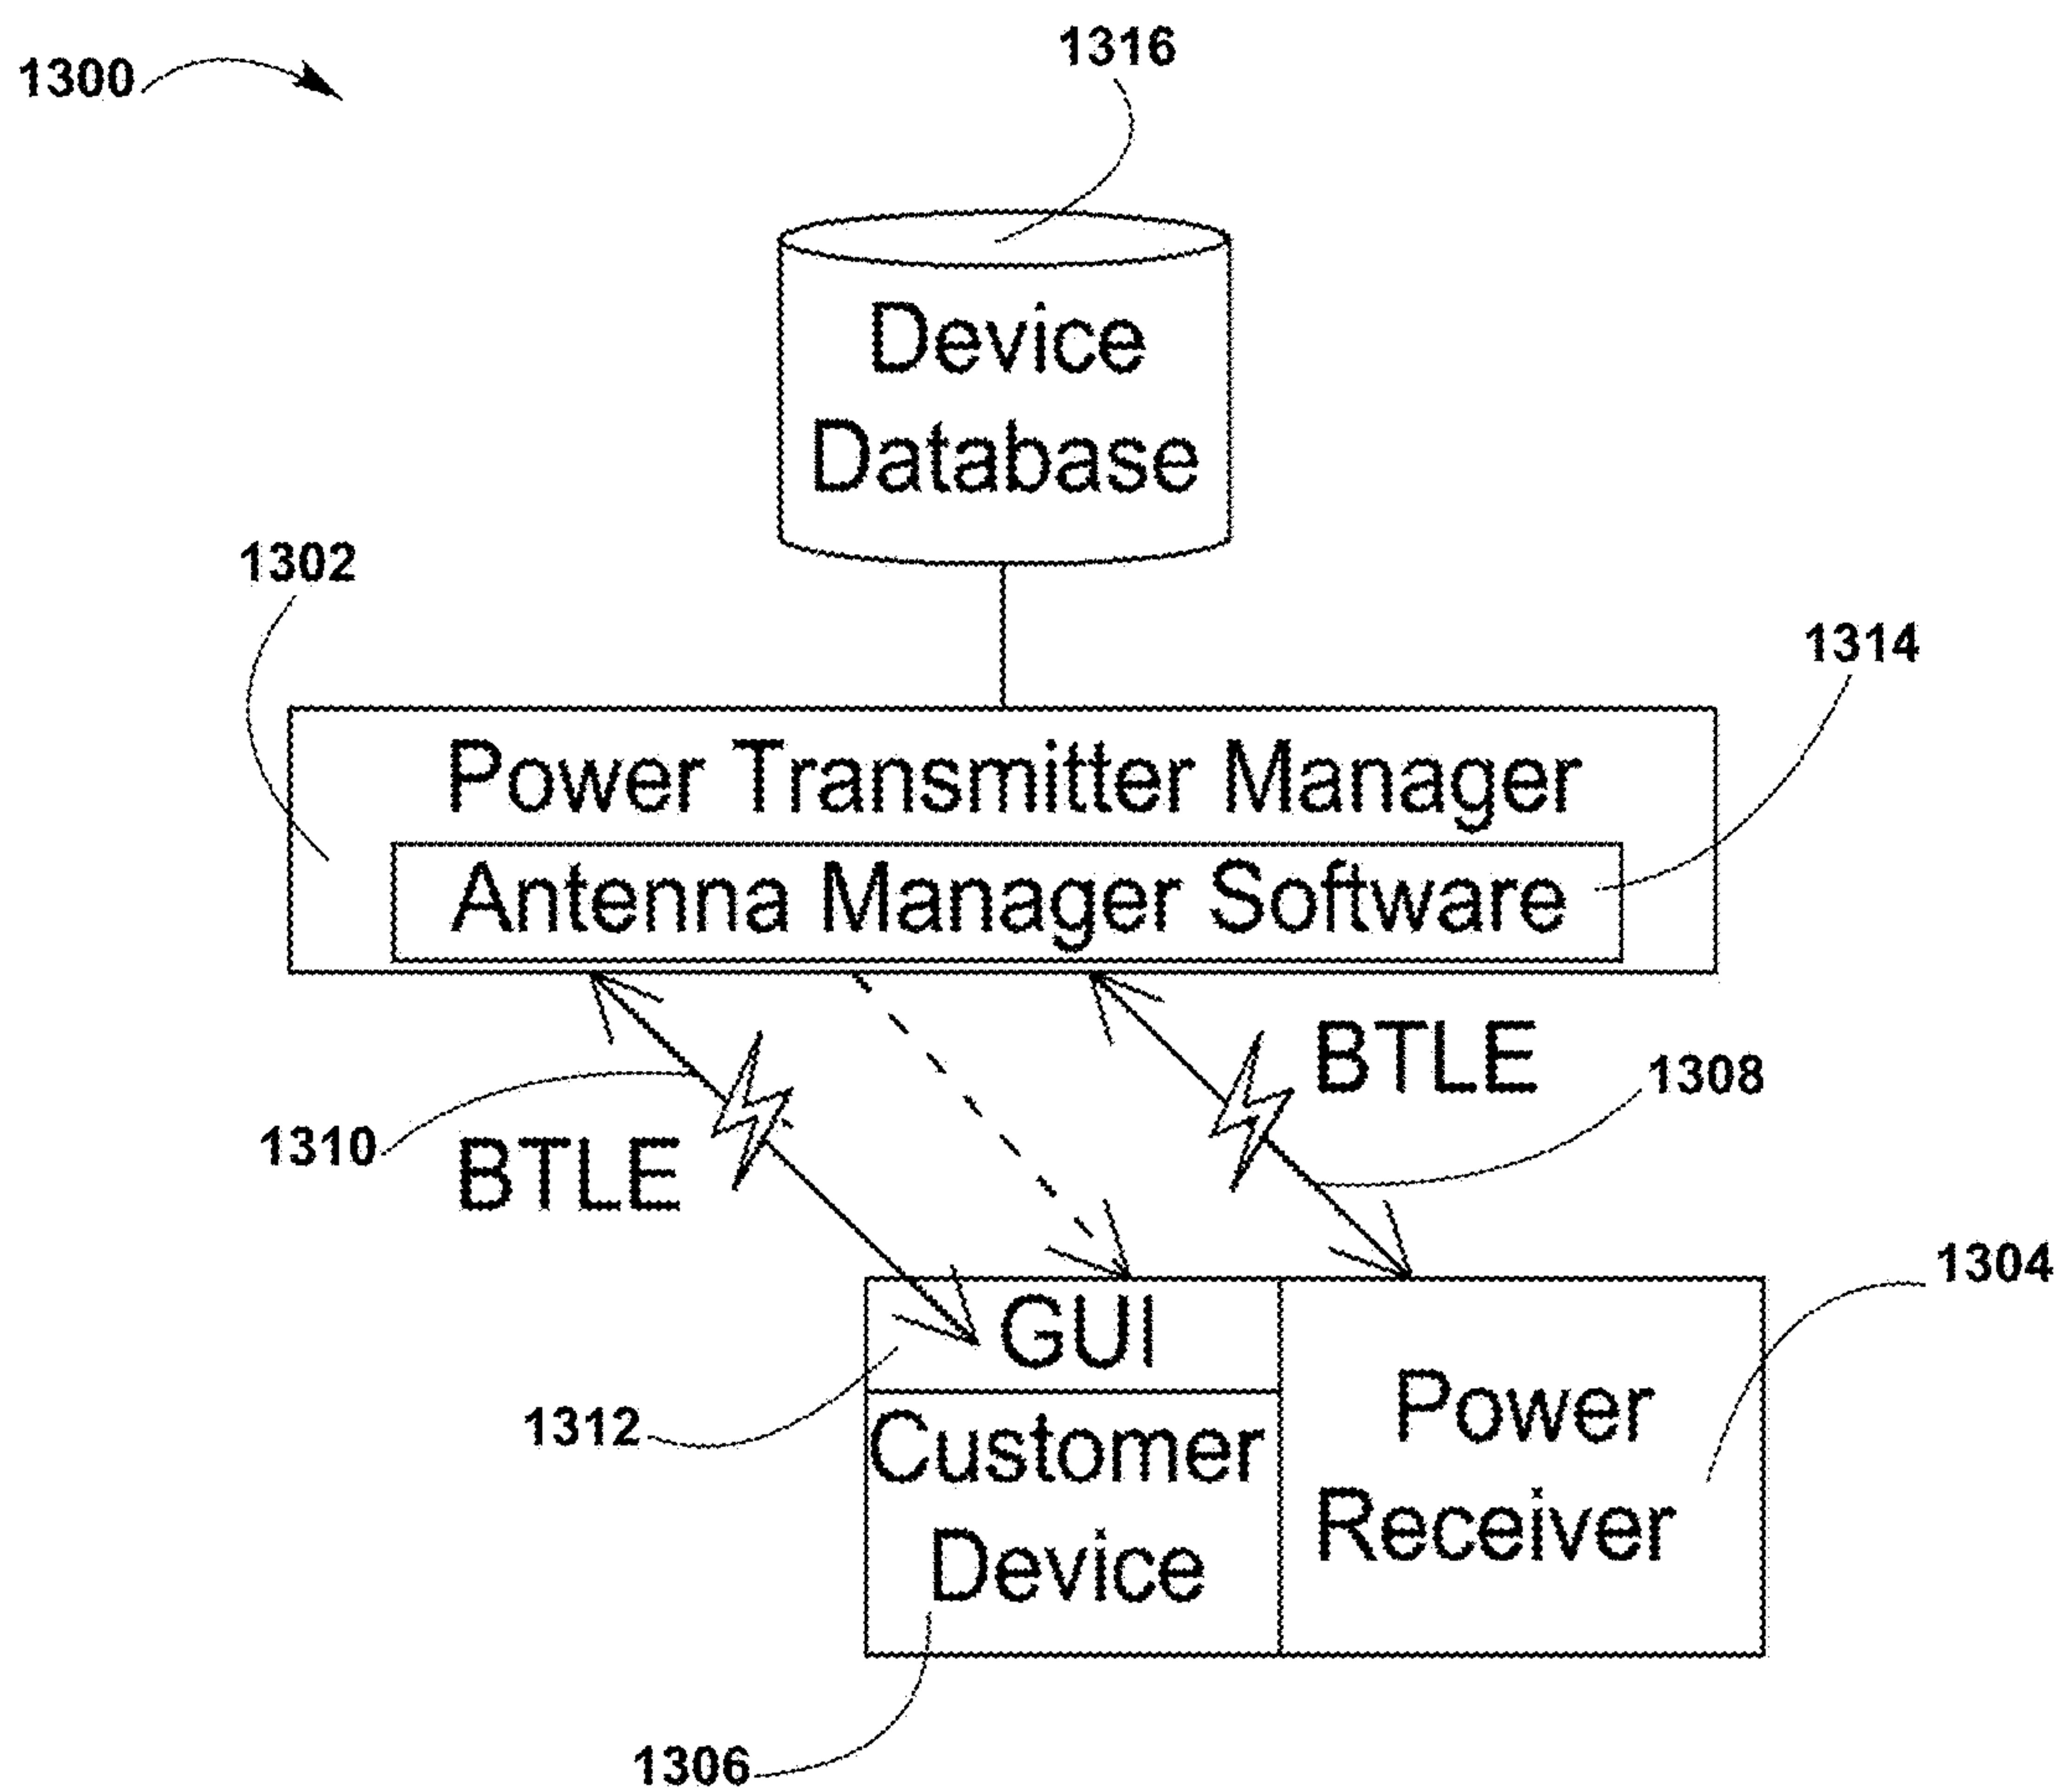 1300
1316
Device
Database
1302
1314
Power Transmitter Manager
Antenna Manager Software
BTLE
1308
1310
BTLE
1304
GUI
1312
Customer
Device
Power
Receiver
1306